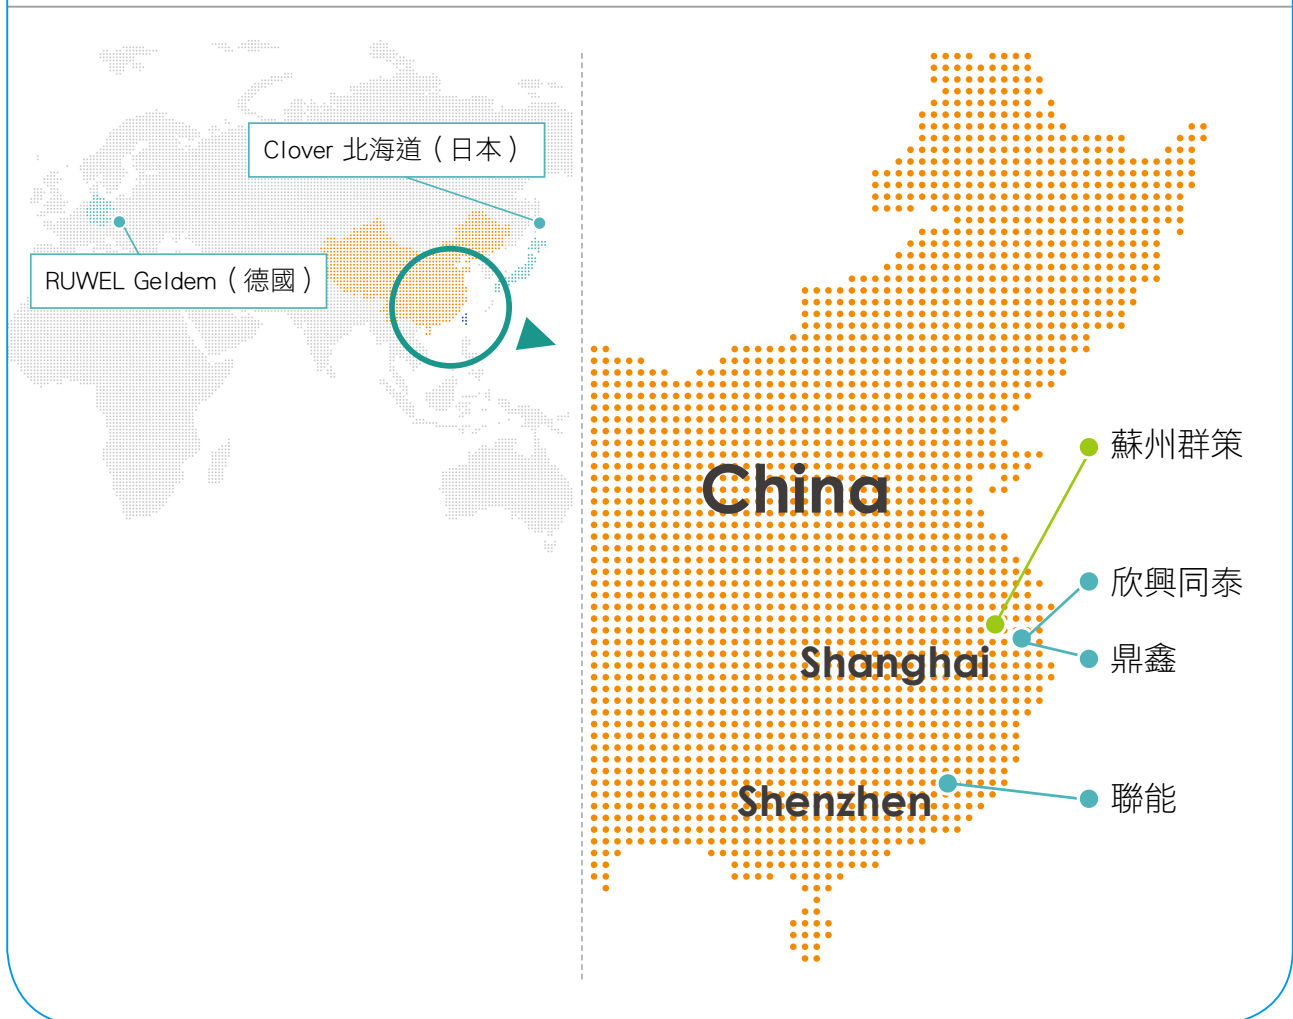 Clover 北海道（日本）
RUWEL Geldem（德國）
China
蘇州群策
欣興同泰
Shanghai
鼎鑫
Shenzhen
聯能